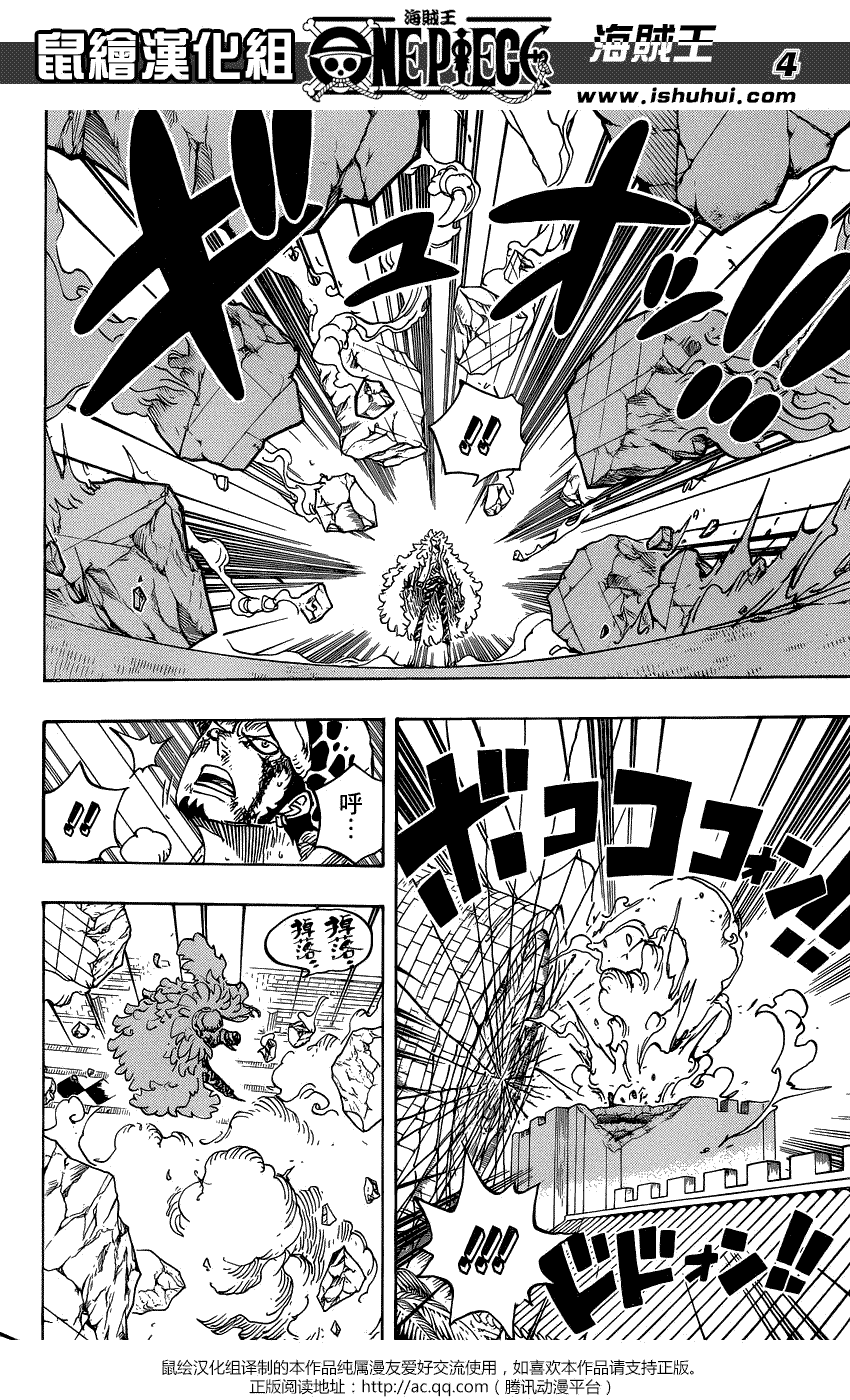 鼠繪漢化组
海賊王
ONE PIECE
海賊王
4
www.ishuhui.com
ギュオッ!!!
!!
ボコココォン!!
呼…
!!
掉落。
掉落。
!!!
ドドォン!!
鼠绘汉化组译制的本作品纯属漫友爱好交流使用，如喜欢本作品请支持正版。
正版阅读地址：http://ac.qq.com（腾讯动漫平台）